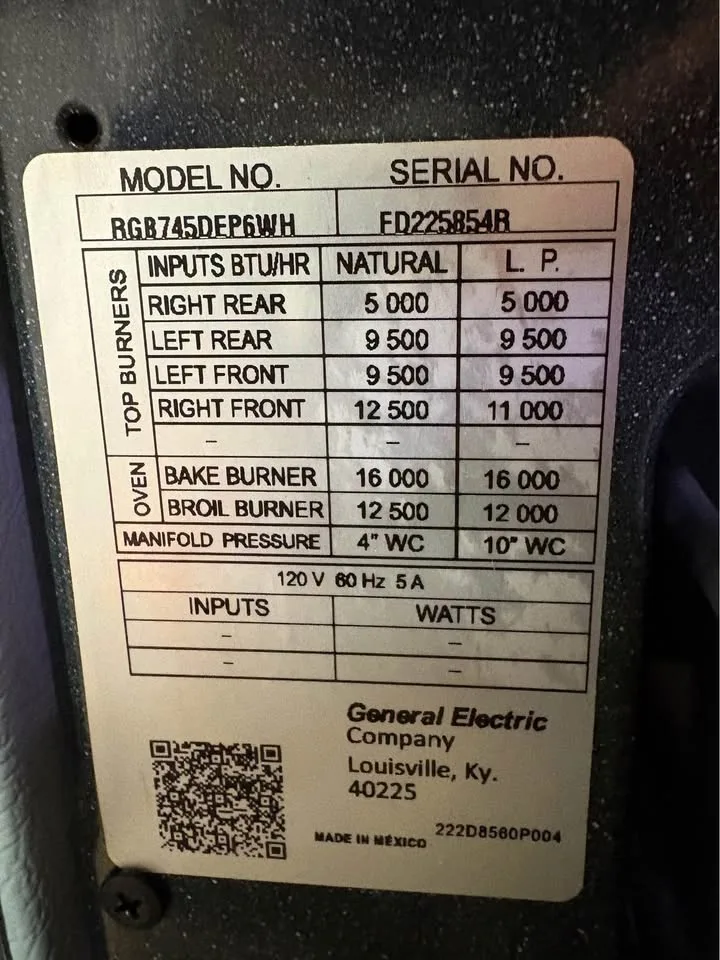 MODEL NO. SERIAL NO.
RGB745DEP6WH FD225854R
TOP BURNERS
INPUTS BTU/HR NATURAL L. P.
RIGHT REAR 5 000 5 000
LEFT REAR 9 500 9 500
LEFT FRONT 9 500 9 500
RIGHT FRONT 12 500 11 000
– – –
OVEN
BAKE BURNER 16 000 16 000
BROIL BURNER 12 500 12 000
MANIFOLD PRESSURE 4" WC 10" WC
120 V 60 Hz 5 A
INPUTS WATTS
– –
– –
General Electric
Company
Louisville, Ky.
40225
MADE IN MÉXICO 222D8560P004